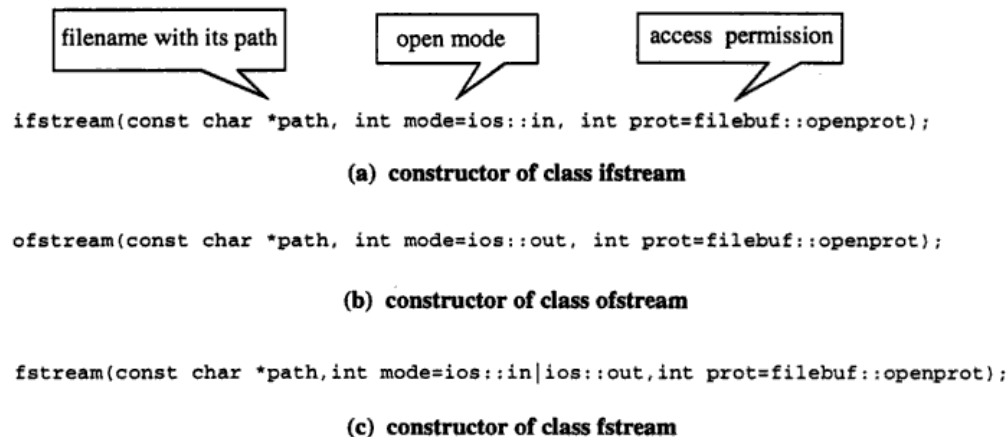 filename with its path
open mode
access permission
ifstream(const char *path, int mode=ios::in, int prot=filebuf::openprot);
(a) constructor of class ifstream
ofstream(const char *path, int mode=ios::out, int prot=filebuf::openprot);
(b) constructor of class ofstream
fstream(const char *path,int mode=ios::in|ios::out,int prot=filebuf::openprot);
(c) constructor of class fstream